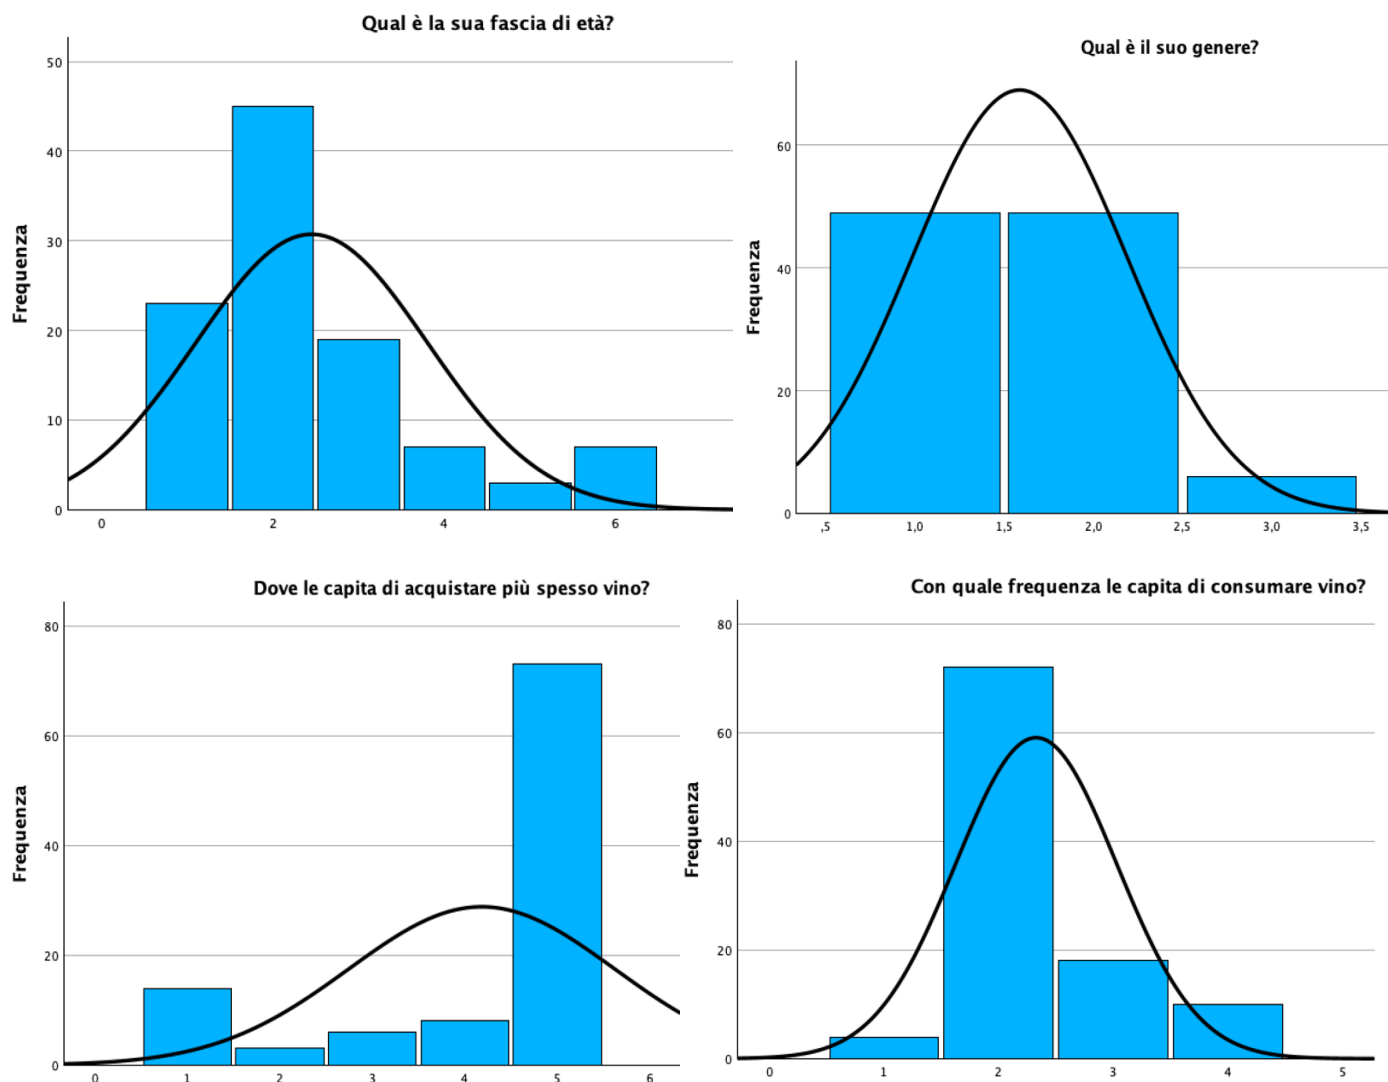 Qual è la sua fascia di età?
Frequenza
50
40
30
20
10
0
0 2 4 6
Qual è il suo genere?
Frequenza
60
40
20
0
,5 1,0 1,5 2,0 2,5 3,0 3,5
Dove le capita di acquistare più spesso vino?
Frequenza
80
60
40
20
0
0 1 2 3 4 5 6
Con quale frequenza le capita di consumare vino?
Frequenza
80
60
40
20
0
0 1 2 3 4 5